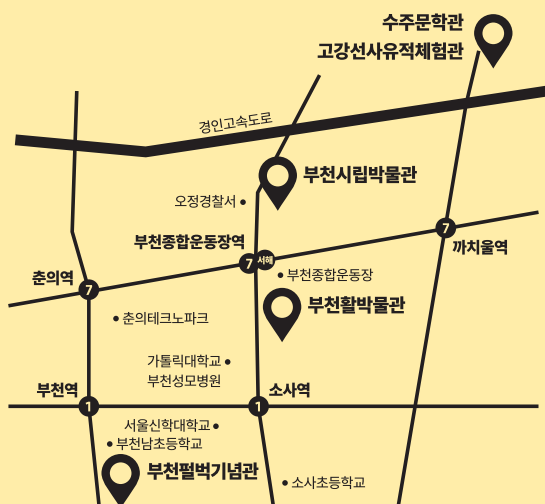 수주문학관
고강선사유적체험관
경인고속도로
부천시립박물관
오정경찰서
부천종합운동장역
7
까치울역
7
서해
부천종합운동장
춘의역
7
부천활박물관
춘의테크노파크
가톨릭대학교
부천성모병원
부천역
소사역
1
1
서울신학대학교
부천남초등학교
부천펄벅기념관
소사초등학교